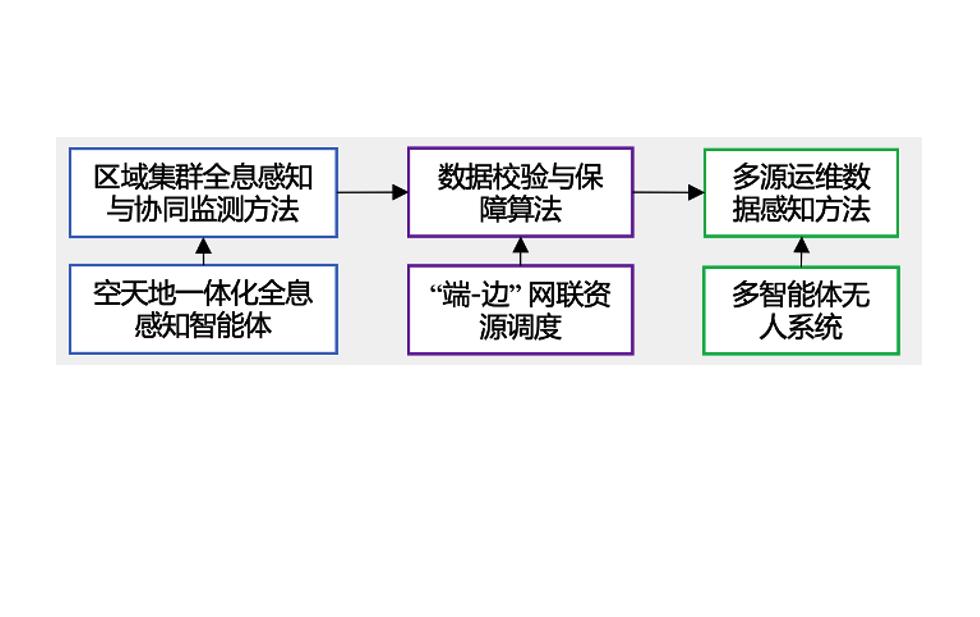 区域集群全息感知
与协同监测方法
数据校验与保
障算法
多源运维数
据感知方法
空天地一体化全息
感知智能体
“端-边” 网联资
源调度
多智能体无
人系统